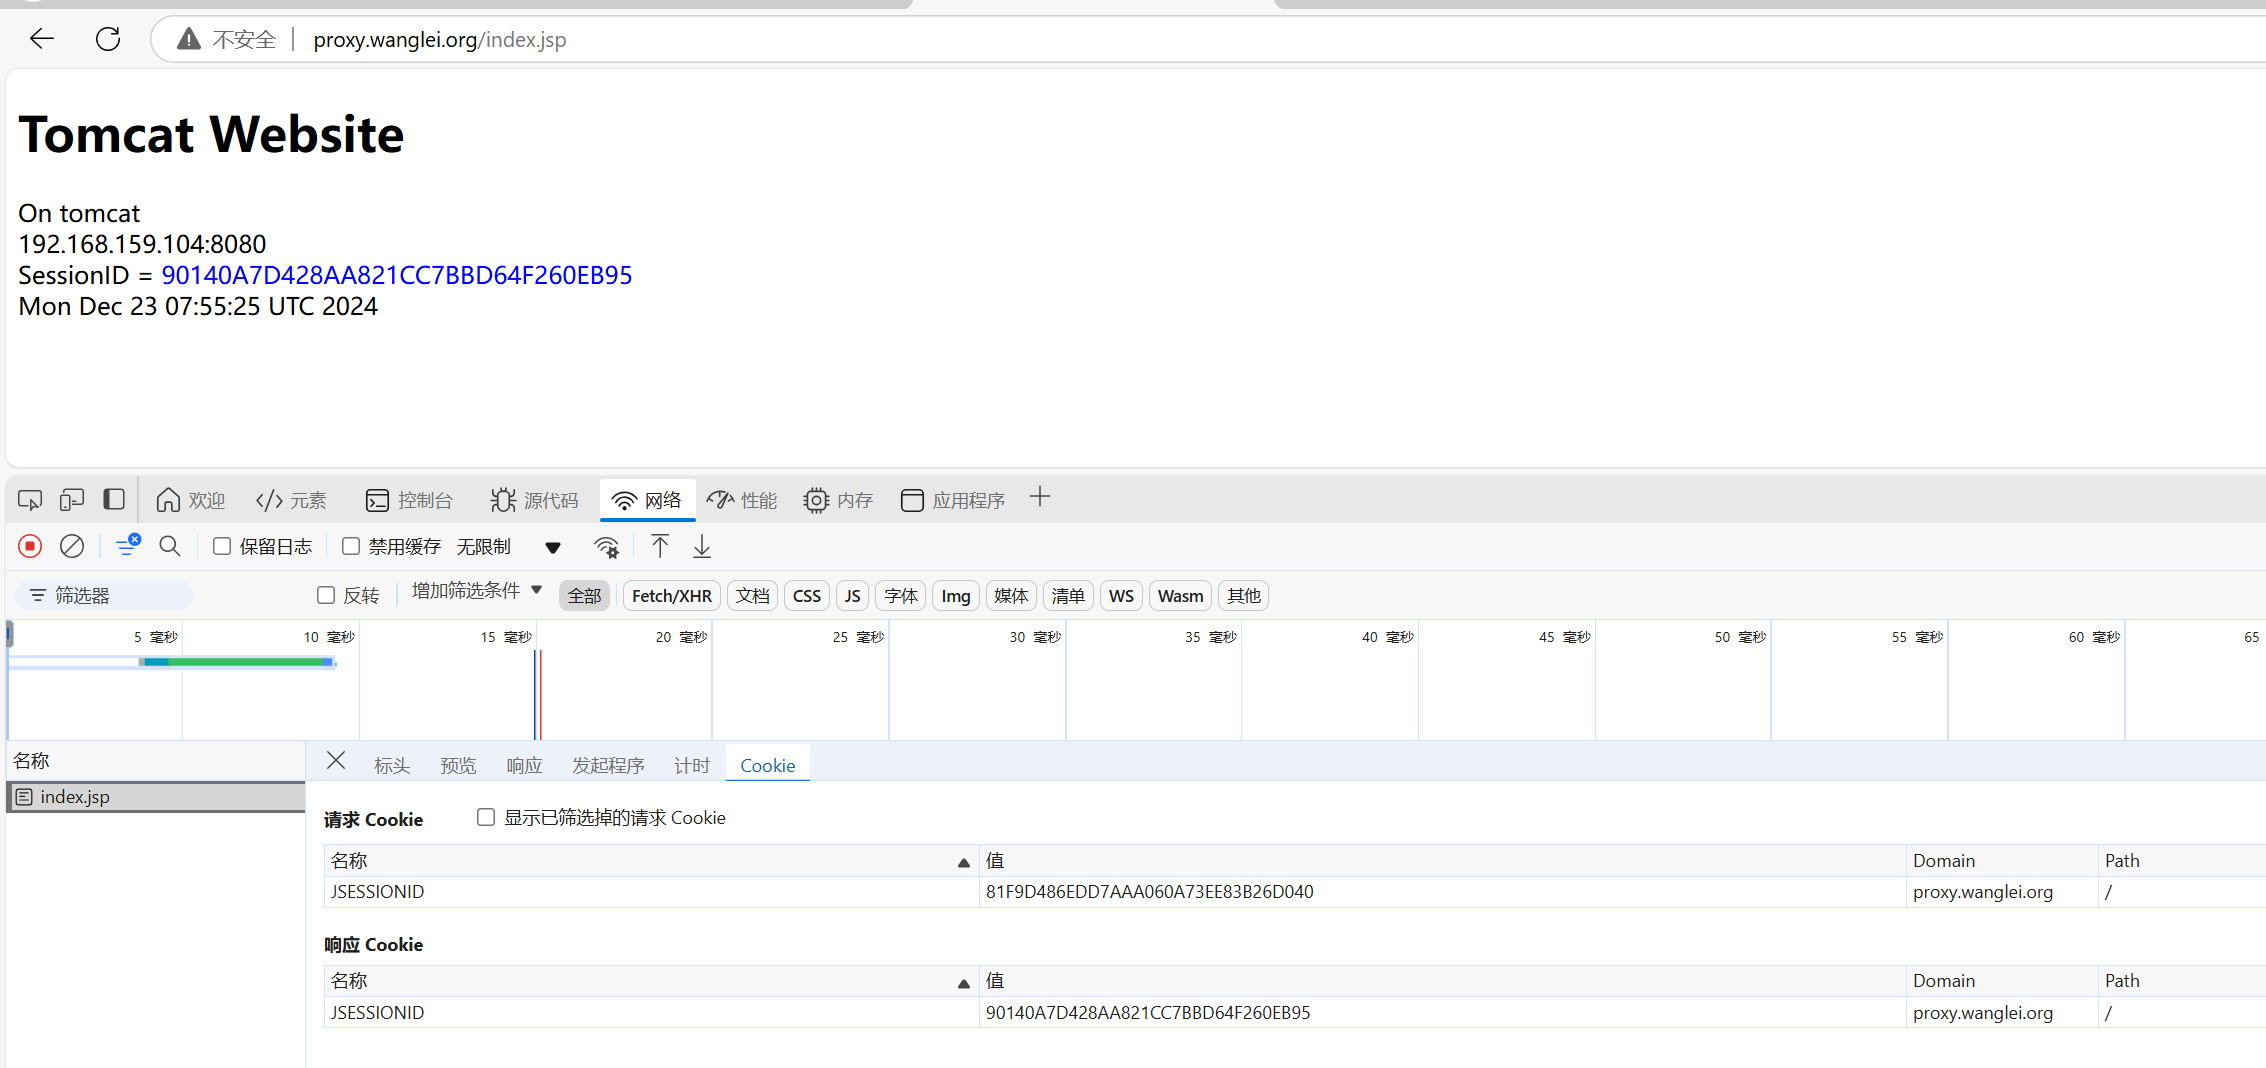 不安全 proxy.wanglei.org/index.jsp
Tomcat Website
On tomcat
192.168.159.104:8080
SessionID = 90140A7D428AA821CC7BBD64F260EB95
Mon Dec 23 07:55:25 UTC 2024
欢迎 元素 控制台 源代码 网络 性能 内存 应用程序
保留日志 禁用缓存 无限制
筛选器 反转 增加筛选条件 全部 Fetch/XHR 文档 CSS JS 字体 Img 媒体 清单 WS Wasm 其他
5 毫秒 10 毫秒 15 毫秒 20 毫秒 25 毫秒 30 毫秒 35 毫秒 40 毫秒 45 毫秒 50 毫秒 55 毫秒 60 毫秒 65
名称 标头 预览 响应 发起程序 计时 Cookie
index.jsp
请求 Cookie 显示已筛选掉的请求 Cookie
名称 值 Domain Path
JSESSIONID 81F9D486EDD7AAA060A73EE83B26D040 proxy.wanglei.org /
响应 Cookie
名称 值 Domain Path
JSESSIONID 90140A7D428AA821CC7BBD64F260EB95 proxy.wanglei.org /